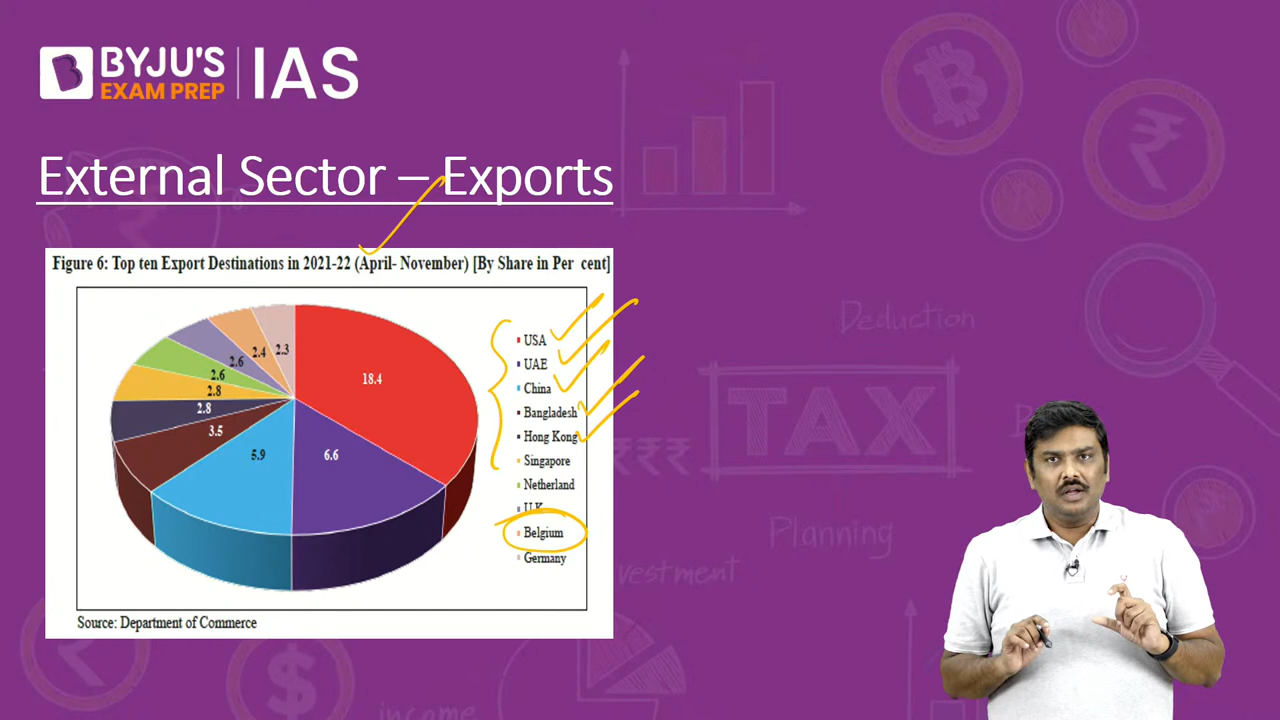 BYJU'S
EXAM PREP
IAS
External Sector – Exports
Figure 6: Top ten Export Destinations in 2021-22 (April- November) [By Share in Per cent]
2.3
2.4
2.6
2.6
2.8
2.8
3.5
5.9
6.6
18.4
USA
UAE
China
Bangladesh
Hong Kong
Singapore
Netherland
U.K
Belgium
Germany
Source: Department of Commerce
Deduction
TAX
₹₹₹
Planning
vestment
income